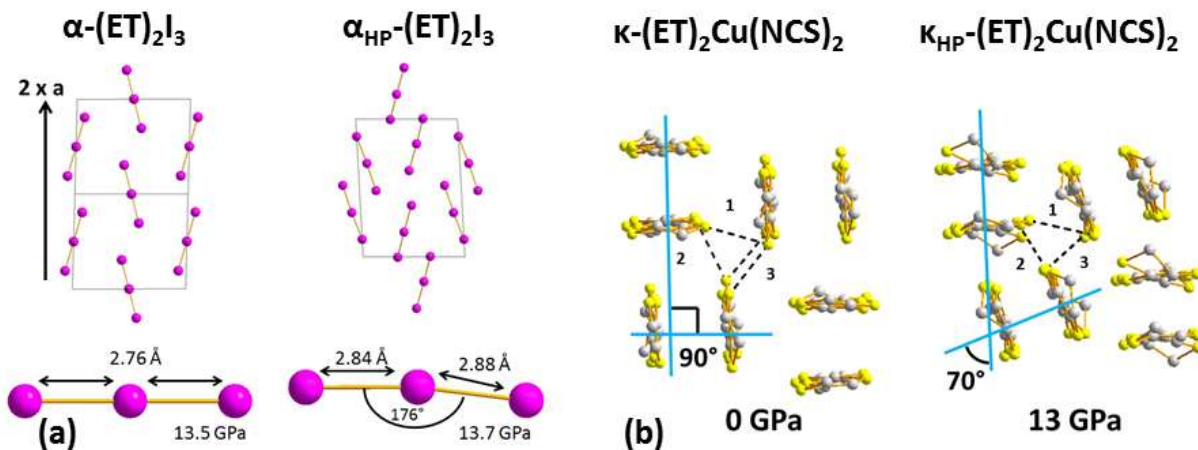 α-(ET)₂I₃
α_HP-(ET)₂I₃
2 x a
2.76 Å
13.5 GPa
2.84 Å
2.88 Å
176°
13.7 GPa
(a)
κ-(ET)₂Cu(NCS)₂
κ_HP-(ET)₂Cu(NCS)₂
1
2
3
90°
0 GPa
1
2
3
70°
13 GPa
(b)